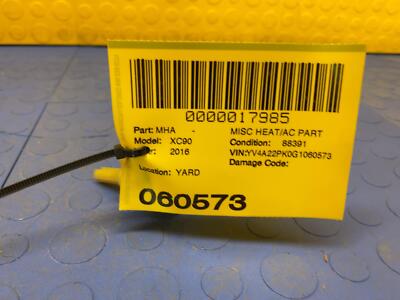 0000017985
Part: MHA - MISC HEAT/AC PART
Model: XC90 Condition: 88391
2016 VIN:YV4A22PK0G1060573
Damage Code:
Location: YARD
060573